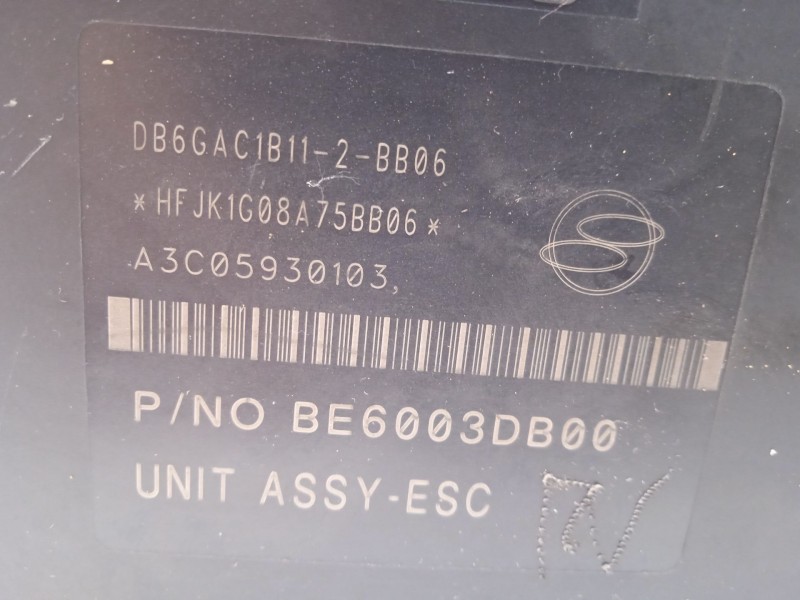 DB6GAC1B11-2-BB06
*HFJK1G08A75BB06*
A3C05930103,
P/NO BE6003DB00
UNIT ASSY-ESC